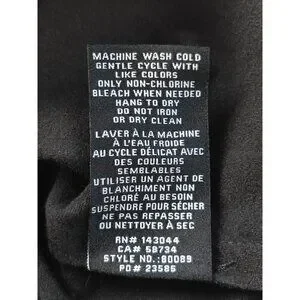 MACHINE WASH COLD
GENTLE CYCLE WITH
LIKE COLORS
ONLY NON-CHLORINE
BLEACH WHEN NEEDED
HANG TO DRY
DO NOT IRON
OR DRY CLEAN
LAVER À LA MACHINE
À L'EAU FROIDE
AU CYCLE DÉLICAT AVEC
DES COULEURS
SEMBLABLES
UTILISER UN AGENT DE
BLANCHIMENT NON
CHLORÉ AU BESOIN
SUSPENDRE POUR SÉCHER
NE PAS REPASSER
OU NETTOYER À SEC
RN# 143044
CA# 58734
STYLE NO.:80089
PO# 23586